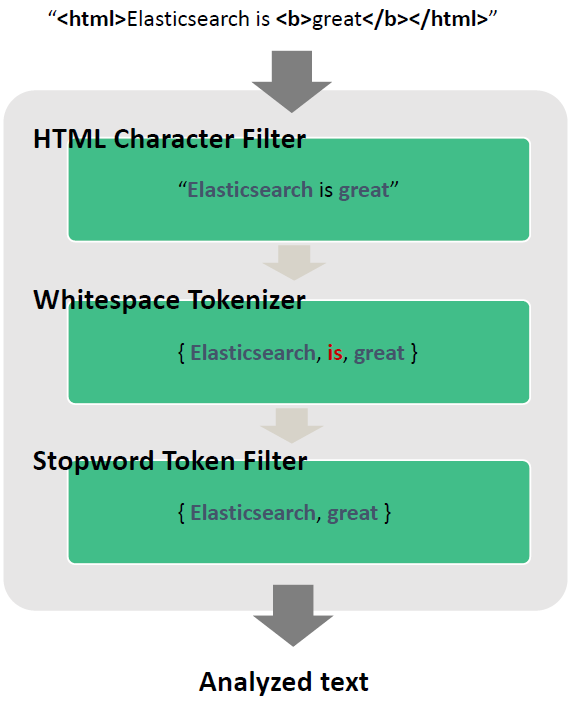 “<html>Elasticsearch is <b>great</b></html>”
HTML Character Filter
“Elasticsearch is great”
Whitespace Tokenizer
{ Elasticsearch, is, great }
Stopword Token Filter
{ Elasticsearch, great }
Analyzed text